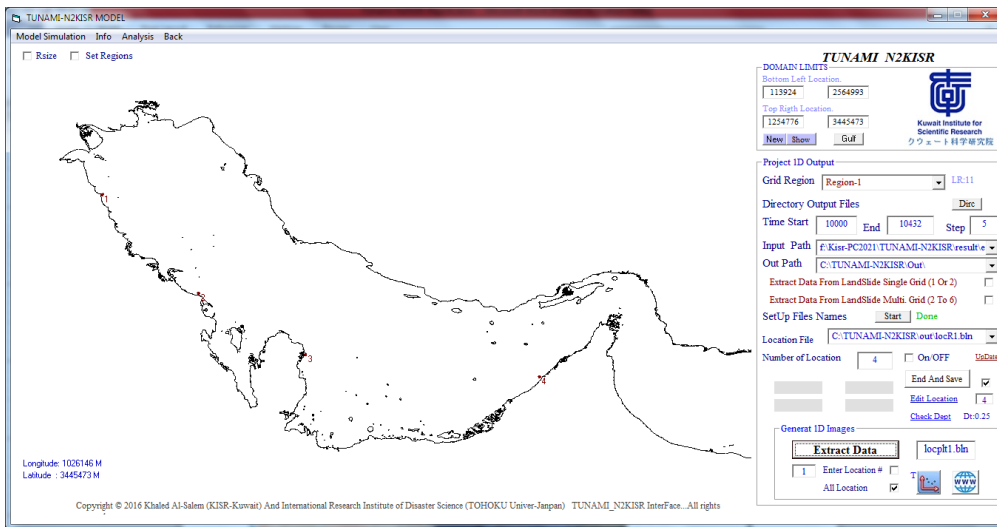 TUNAMI-N2KISR MODEL
Model Simulation Info Analysis Back
Rsize Set Regions
TUNAMI N2KISR
DOMAIN LIMITS
Bottom Left Location.
113924 2564993
Top Rigth Location.
1254776 3445473
New Show Gulf
Kuwait Institute for
Scientific Research
クウェート科学研究院
Project 1D Output
Grid Region Region-1 LR:11
Directory Output Files Dirc
Time Start 10000 End 10432 Step 5
Input Path f:\Kisr-PC2021\TUNAMI-N2KISR\result\e
Out Path C:\TUNAMI-N2KISR\Out\
Extract Data From LandSlide Single Grid (1 Or 2)
Extract Data From LandSlide Multi. Grid (2 To 6)
SetUp Files Names Start Done
Location File C:\TUNAMI-N2KISR\out\locR1.bln
Number of Location 4 On/OFF UpData
End And Save
Edit Location 4
Check Dept Dt:0.25
Generat 1D Images
Extract Data locplt1.bln
1 Enter Location # T
All Location
WWW
1
2
3
4
Longitude: 1026146 M
Latitude : 3445473 M
Copyright © 2016 Khaled Al-Salem (KISR-Kuwait) And International Research Institute of Disaster Science (TOHOKU Univer-Janpan) TUNAMI_N2KISR InterFace...All rights